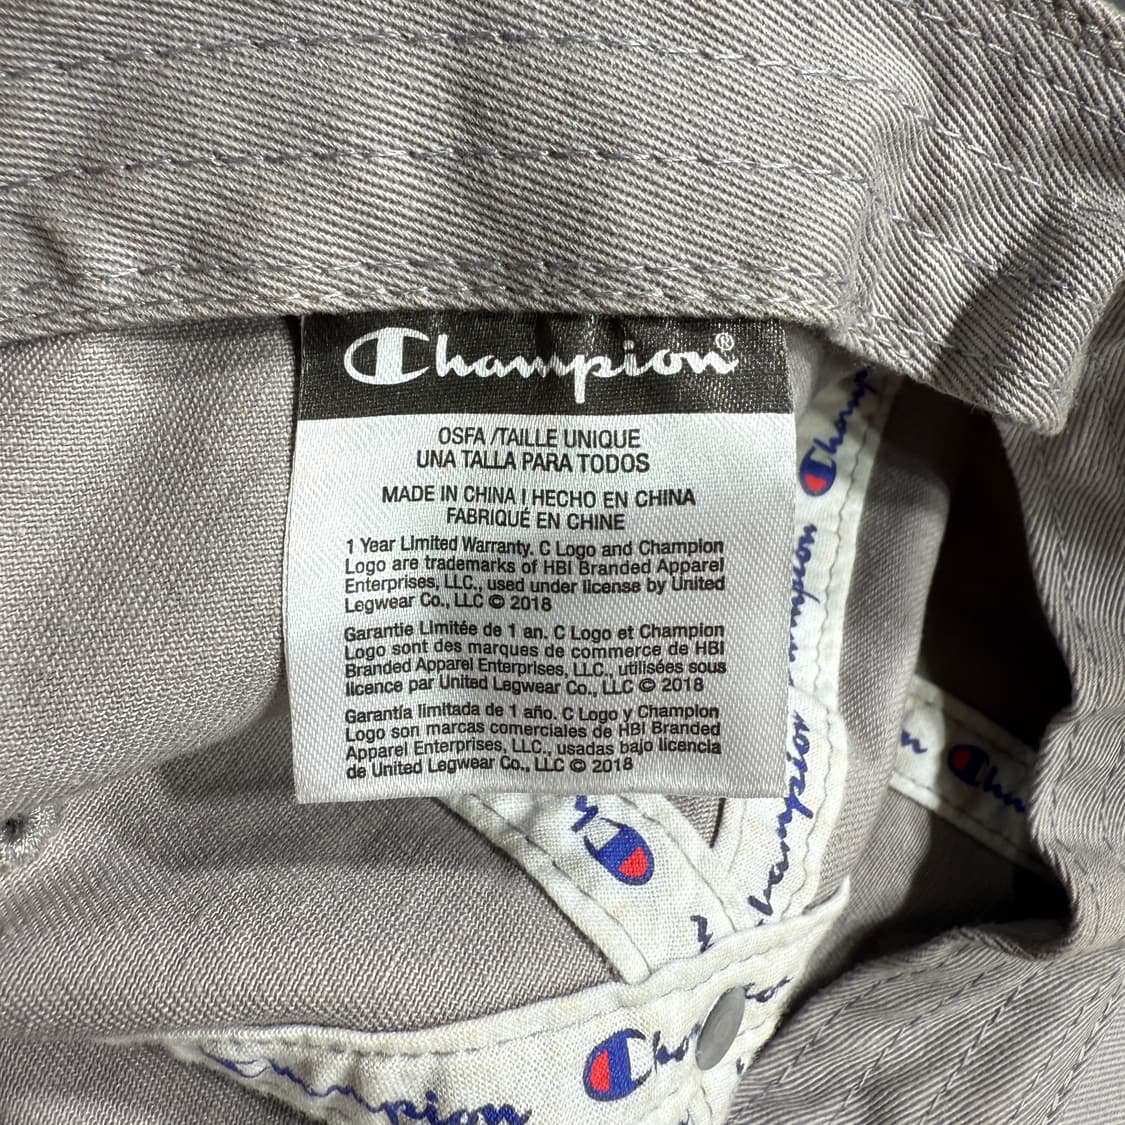 Champion®
OSFA /TAILLE UNIQUE
UNA TALLA PARA TODOS
MADE IN CHINA | HECHO EN CHINA
FABRIQUÉ EN CHINE
1 Year Limited Warranty. C Logo and Champion
Logo are trademarks of HBI Branded Apparel
Enterprises, LLC., used under license by United
Legwear Co., LLC © 2018
Garantie Limitée de 1 an. C Logo et Champion
Logo sont des marques de commerce de HBI
Branded Apparel Enterprises, LLC., utilisées sous
licence par United Legwear Co., LLC © 2018
Garantía limitada de 1 año. C Logo y Champion
Logo son marcas comerciales de HBI Branded
Apparel Enterprises, LLC., usadas bajo licencia
de United Legwear Co., LLC © 2018
Champion